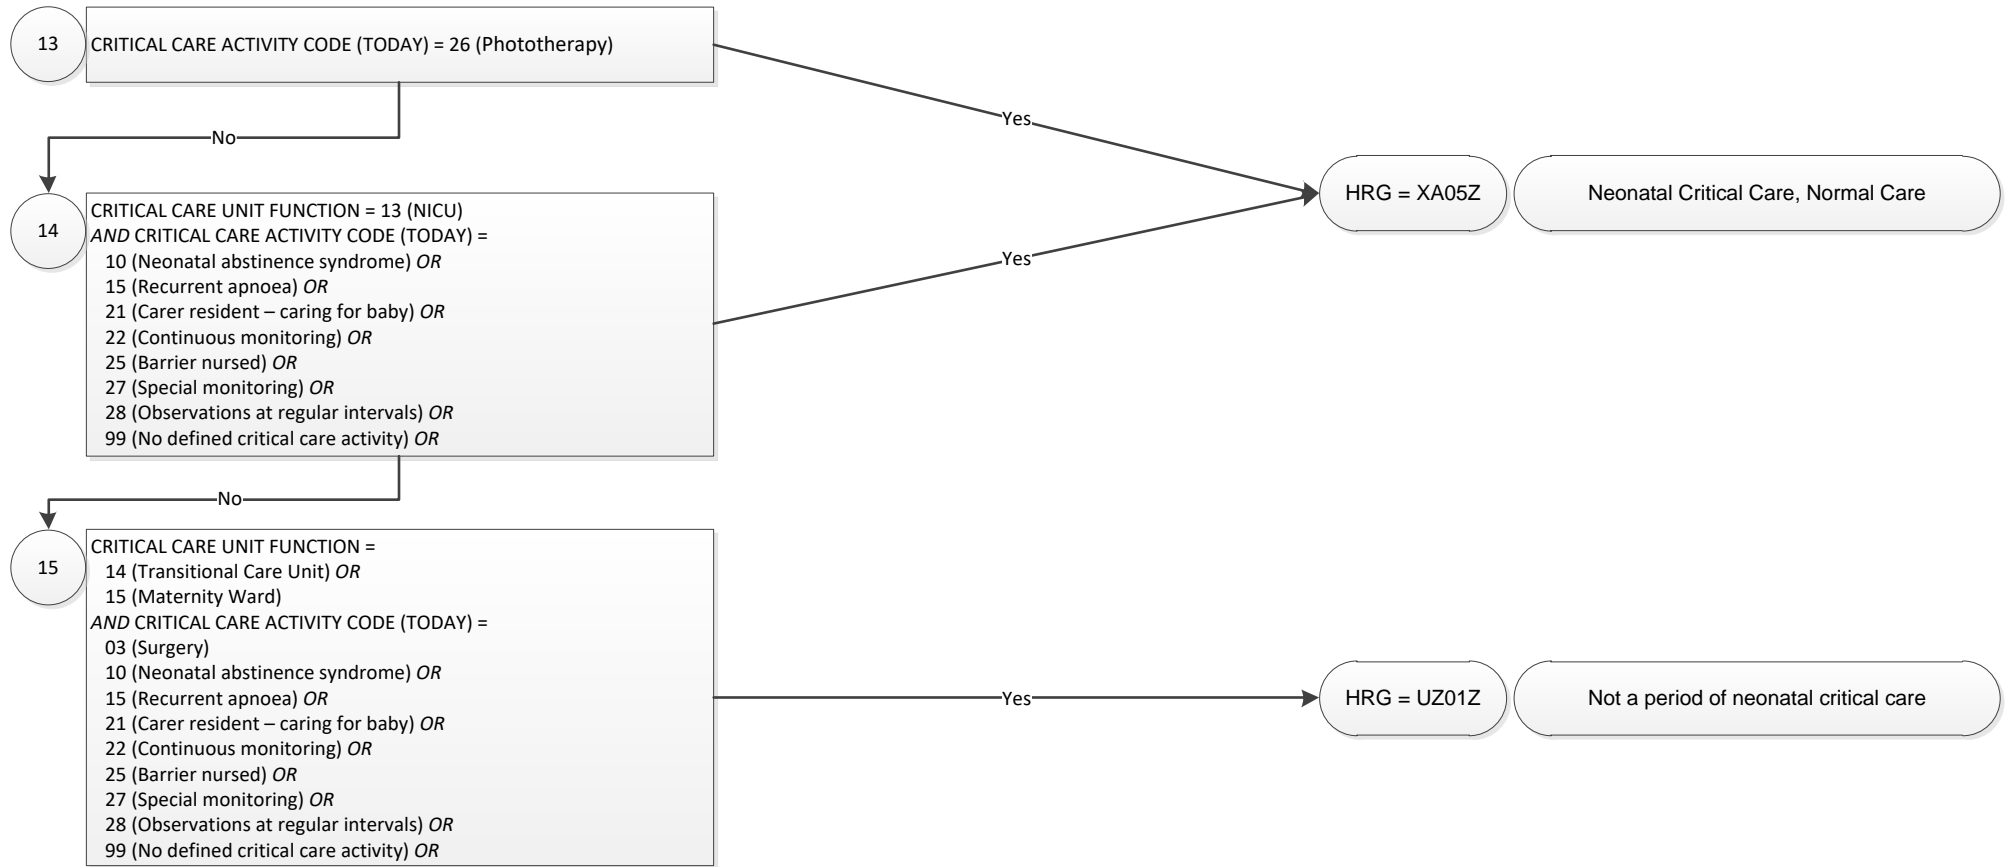 13
CRITICAL CARE ACTIVITY CODE (TODAY) = 26 (Phototherapy)
Yes
No
14
CRITICAL CARE UNIT FUNCTION = 13 (NICU)
AND CRITICAL CARE ACTIVITY CODE (TODAY) =
10 (Neonatal abstinence syndrome) OR
15 (Recurrent apnoea) OR
21 (Carer resident – caring for baby) OR
22 (Continuous monitoring) OR
25 (Barrier nursed) OR
27 (Special monitoring) OR
28 (Observations at regular intervals) OR
99 (No defined critical care activity) OR
Yes
HRG = XA05Z
Neonatal Critical Care, Normal Care
No
15
CRITICAL CARE UNIT FUNCTION =
14 (Transitional Care Unit) OR
15 (Maternity Ward)
AND CRITICAL CARE ACTIVITY CODE (TODAY) =
03 (Surgery)
10 (Neonatal abstinence syndrome) OR
15 (Recurrent apnoea) OR
21 (Carer resident – caring for baby) OR
22 (Continuous monitoring) OR
25 (Barrier nursed) OR
27 (Special monitoring) OR
28 (Observations at regular intervals) OR
99 (No defined critical care activity) OR
Yes
HRG = UZ01Z
Not a period of neonatal critical care